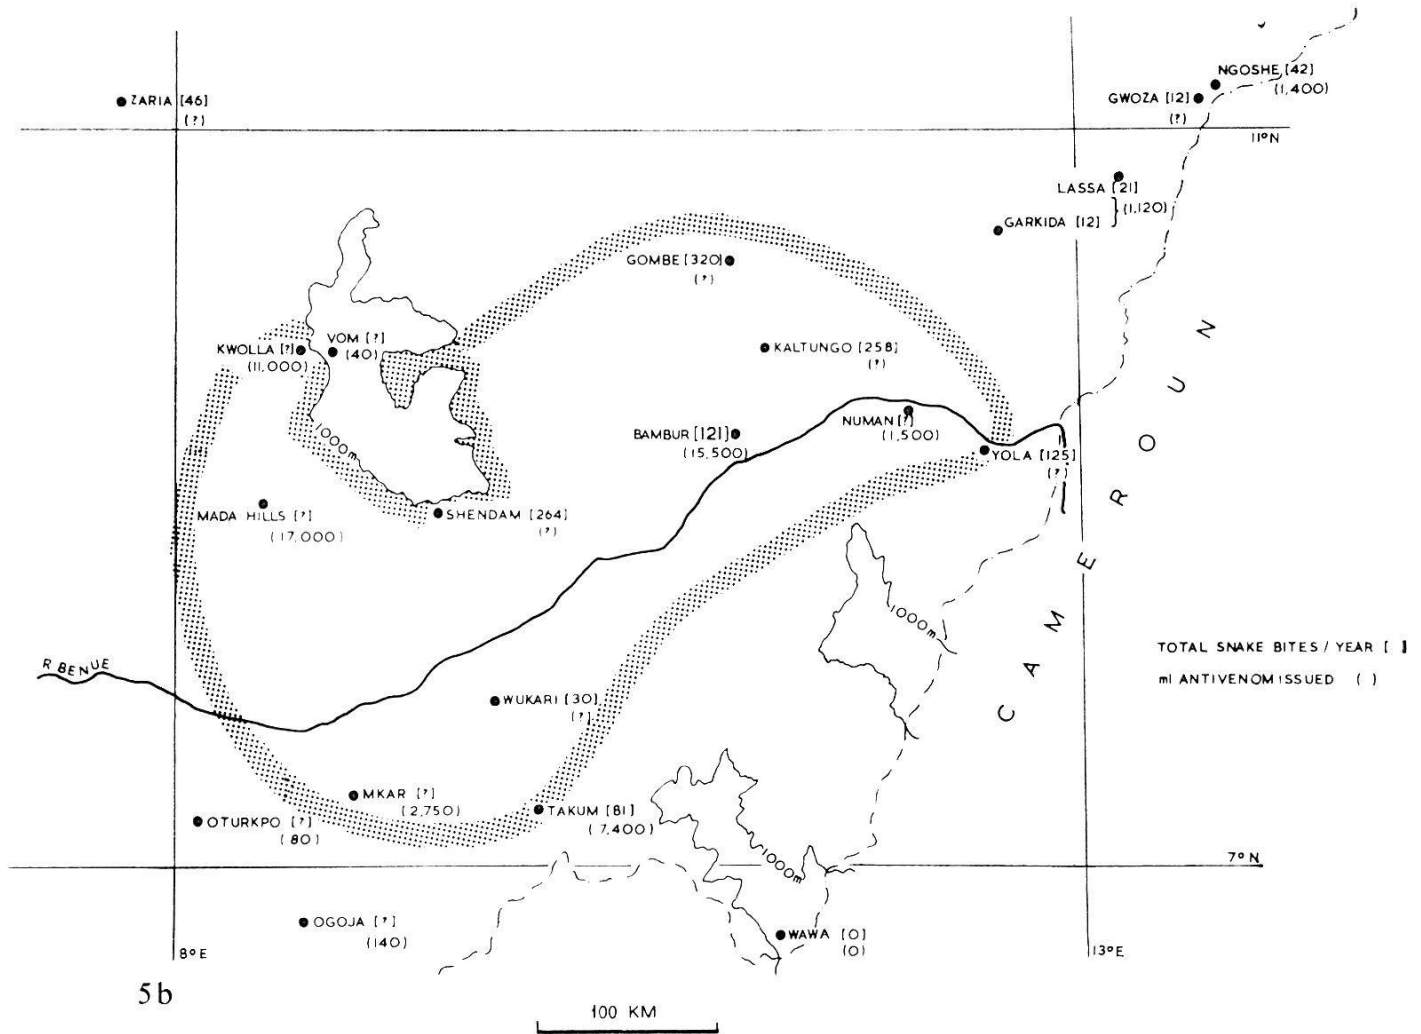 NGOSHE [42]
(1,400)
ZARIA [46]
(?)
GWOZA [12]
(?)
11°N
LASSA [21]
}(1,120)
GARKIDA [12]
GOMBE [320]
(?)
KWOLLA [?]
(11,000)
VOM [?]
(40)
KALTUNGO [258]
(?)
NUMAN [?]
(1,500)
BAMBUR [121]
(15,500)
YOLA [125]
(?)
1000m
MADA HILLS [?]
(17,000)
SHENDAM [264]
(?)
CAMEROUN
1000m
R BENUE
TOTAL SNAKE BITES / YEAR [ ]
ml ANTIVENOM ISSUED ( )
WUKARI [30]
(?)
MKAR [?]
(2,750)
TAKUM [81]
(7,400)
OTURKPO [?]
(80)
1000m
7°N
OGOJA [?]
(140)
WAWA [0]
(0)
8°E
13°E
5b
100 KM